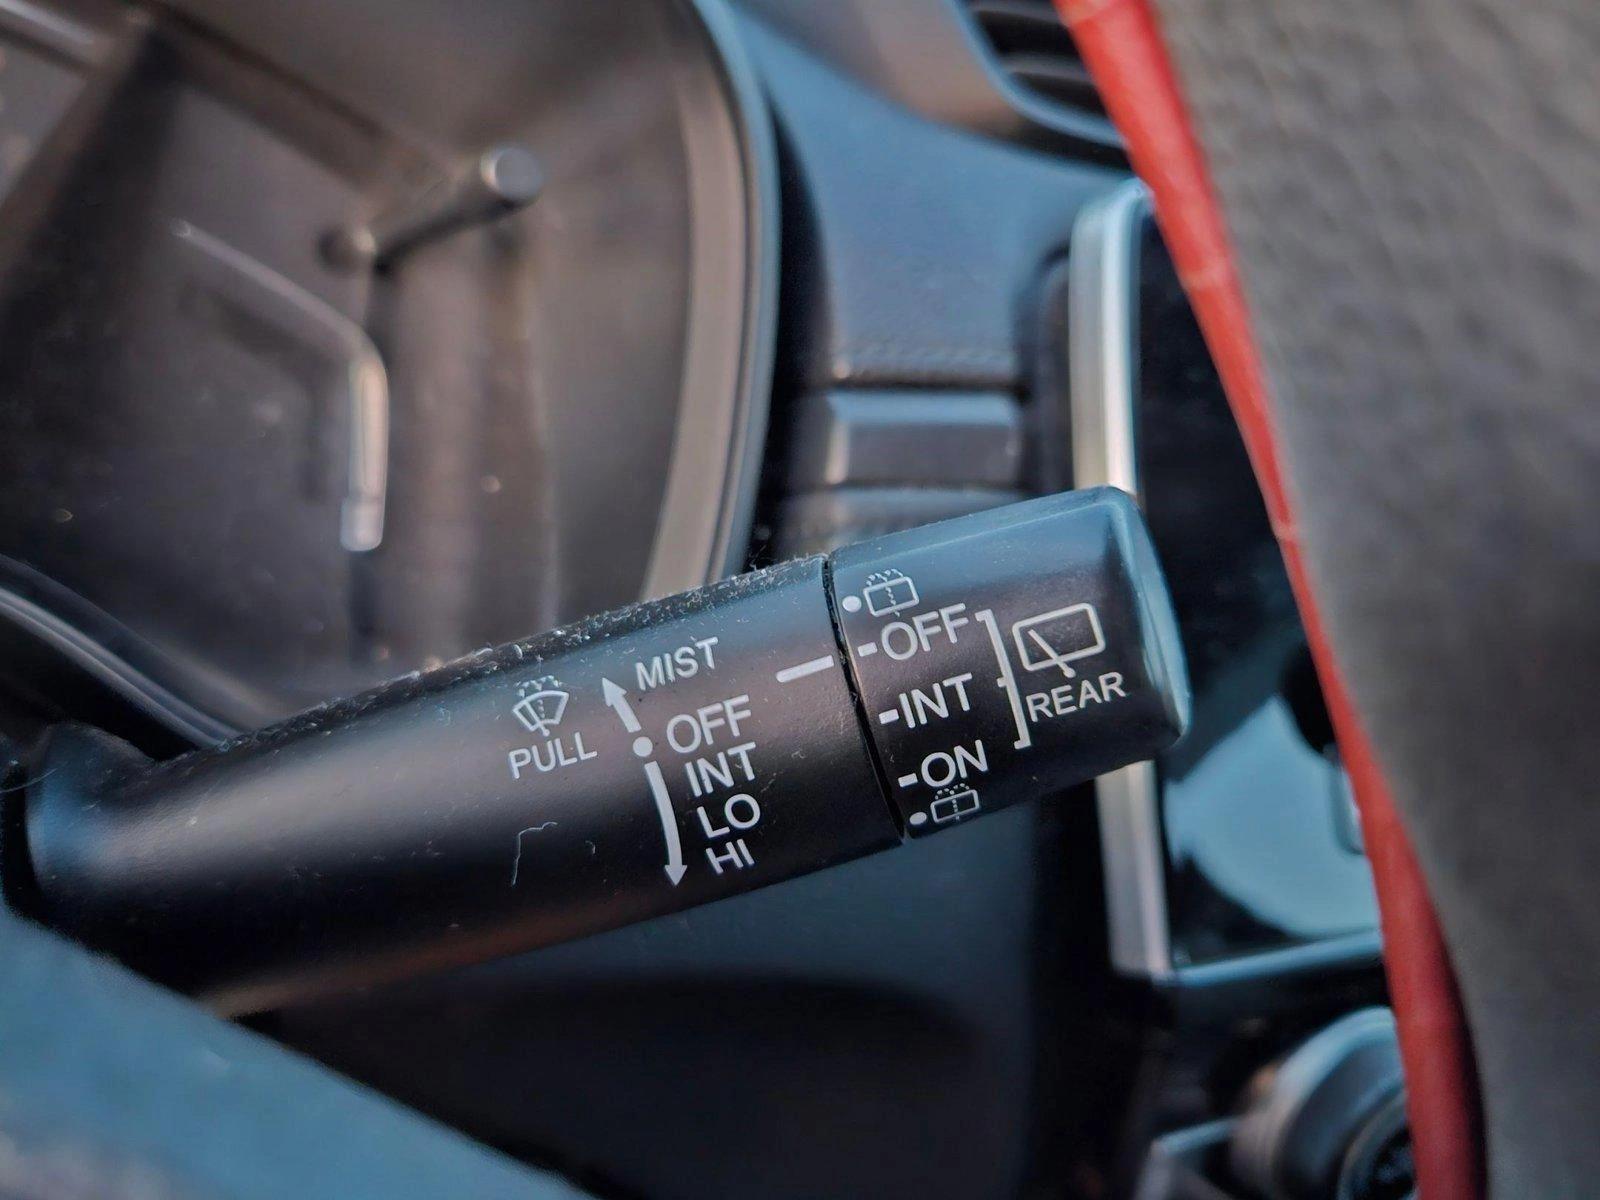 MIST
PULL
OFF
INT
LO
HI
OFF
INT
ON
REAR